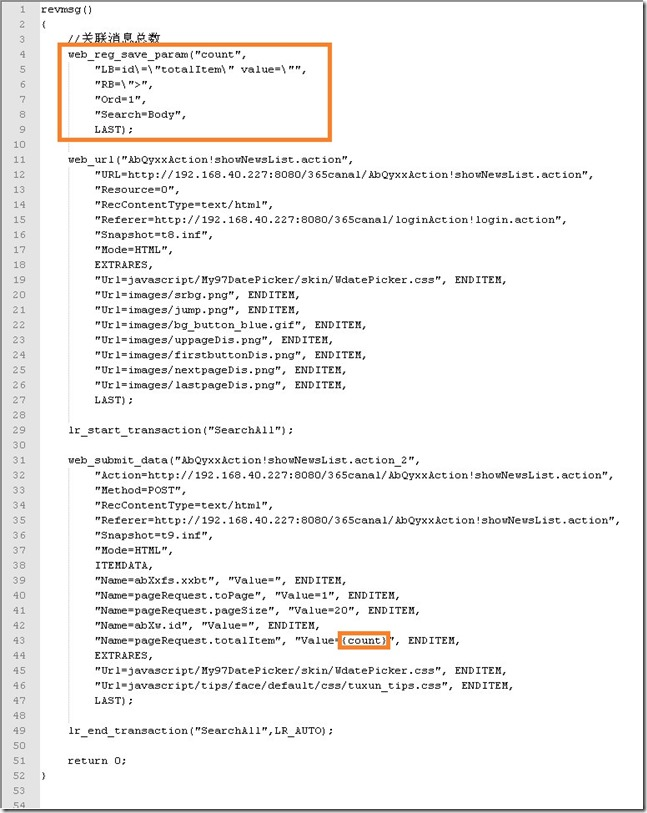 1 revmsg()
2 {
3 //关联消息总数
4 web_reg_save_param("count",
5 "LB=id\=\"totalItem\" value=\"",
6 "RB=\">",
7 "Ord=1",
8 "Search=Body",
9 LAST);
10
11 web_url("AbQyxxAction!showNewsList.action",
12 "URL=http://192.168.40.227:8080/365canal/AbQyxxAction!showNewsList.action",
13 "Resource=0",
14 "RecContentType=text/html",
15 "Referer=http://192.168.40.227:8080/365canal/loginAction!login.action",
16 "Snapshot=t8.inf",
17 "Mode=HTML",
18 EXTRARES,
19 "Url=javascript/My97DatePicker/skin/WdatePicker.css", ENDITEM,
20 "Url=images/srbg.png", ENDITEM,
21 "Url=images/jump.png", ENDITEM,
22 "Url=images/bg_button_blue.gif", ENDITEM,
23 "Url=images/uppageDis.png", ENDITEM,
24 "Url=images/firstbuttonDis.png", ENDITEM,
25 "Url=images/nextpageDis.png", ENDITEM,
26 "Url=images/lastpageDis.png", ENDITEM,
27 LAST);
28
29 lr_start_transaction("SearchAll");
30
31 web_submit_data("AbQyxxAction!showNewsList.action_2",
32 "Action=http://192.168.40.227:8080/365canal/AbQyxxAction!showNewsList.action",
33 "Method=POST",
34 "RecContentType=text/html",
35 "Referer=http://192.168.40.227:8080/365canal/AbQyxxAction!showNewsList.action",
36 "Snapshot=t9.inf",
37 "Mode=HTML",
38 ITEMDATA,
39 "Name=abXxfs.xxbt", "Value=", ENDITEM,
40 "Name=pageRequest.toPage", "Value=1", ENDITEM,
41 "Name=pageRequest.pageSize", "Value=20", ENDITEM,
42 "Name=abXw.id", "Value=", ENDITEM,
43 "Name=pageRequest.totalItem", "Value={count}", ENDITEM,
44 EXTRARES,
45 "Url=javascript/My97DatePicker/skin/WdatePicker.css", ENDITEM,
46 "Url=javascript/tips/face/default/css/tuxun_tips.css", ENDITEM,
47 LAST);
48
49 lr_end_transaction("SearchAll",LR_AUTO);
50
51 return 0;
52 }
53
54